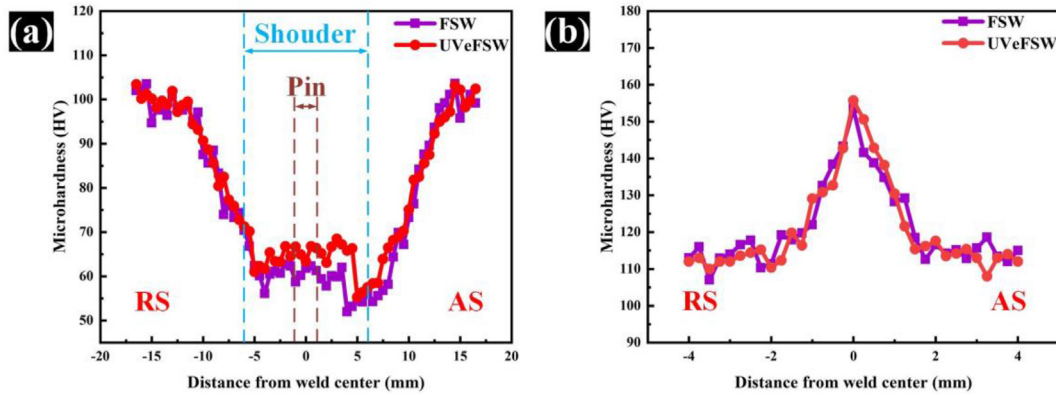 (a)
FSW
UVeFSW
Shouder
Pin
RS
AS
Microhardness (HV)
120
110
100
90
80
70
60
50
45
-20 -15 -10 -5 0 5 10 15 20
Distance from weld center (mm)
(b)
FSW
UVeFSW
RS
AS
Microhardness (HV)
180
170
160
150
140
130
120
110
100
90
-4 -2 0 2 4
Distance from weld center (mm)